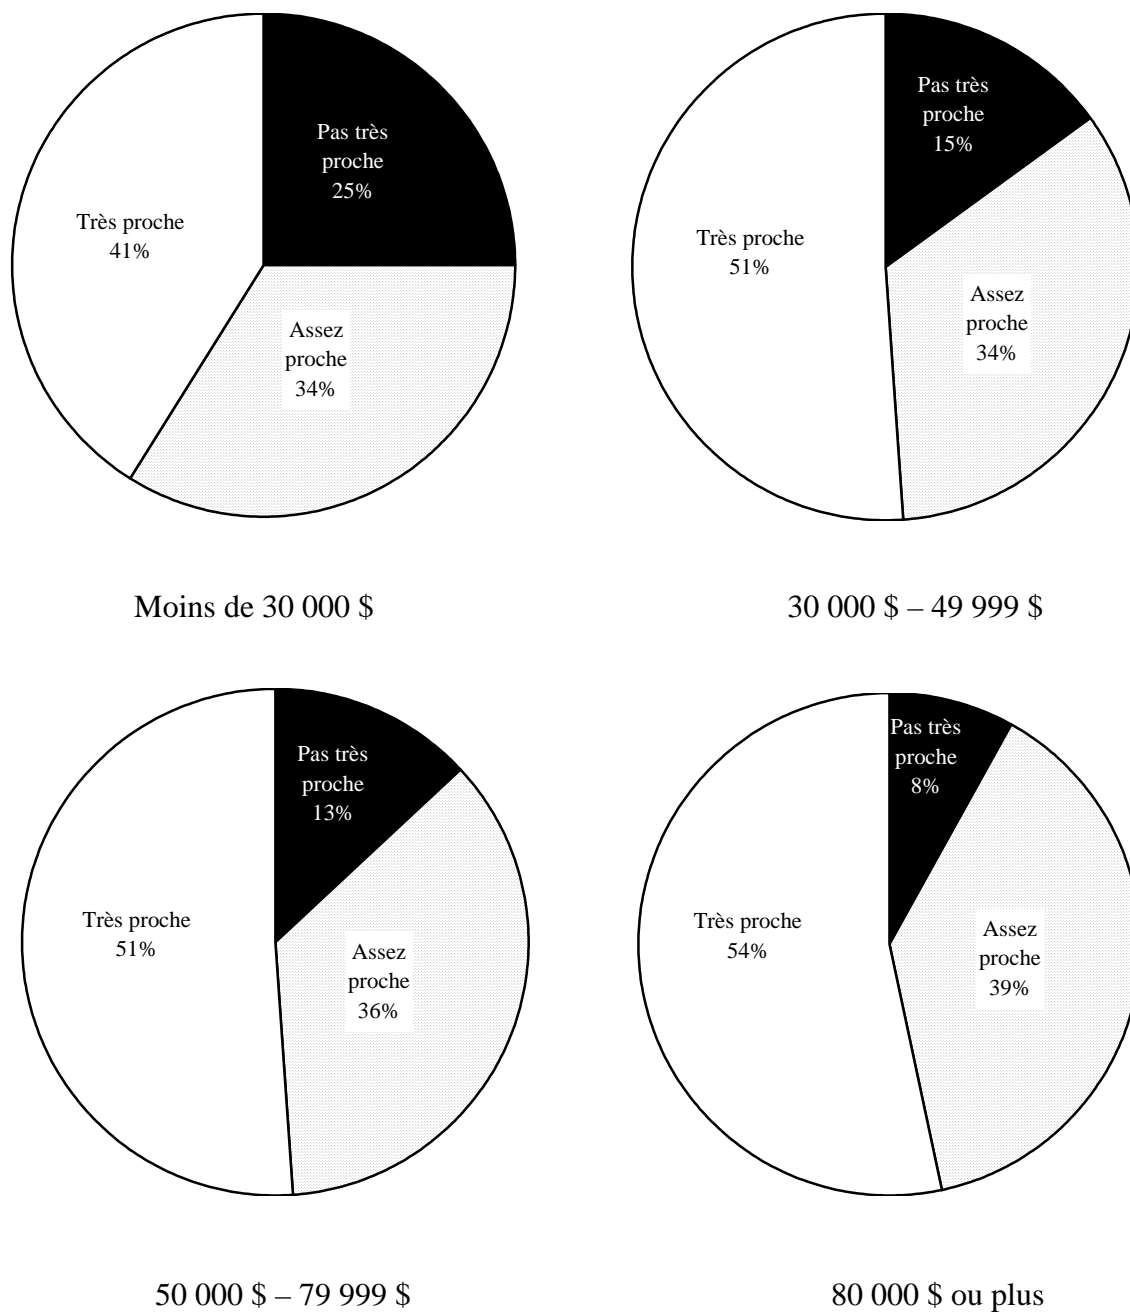 Pas très
proche
25%
Très proche
41%
Assez
proche
34%
Moins de 30 000 $
Pas très
proche
15%
Très proche
51%
Assez
proche
34%
30 000 $ – 49 999 $
Pas très
proche
13%
Très proche
51%
Assez
proche
36%
50 000 $ – 79 999 $
Pas très
proche
8%
Très proche
54%
Assez
proche
39%
80 000 $ ou plus